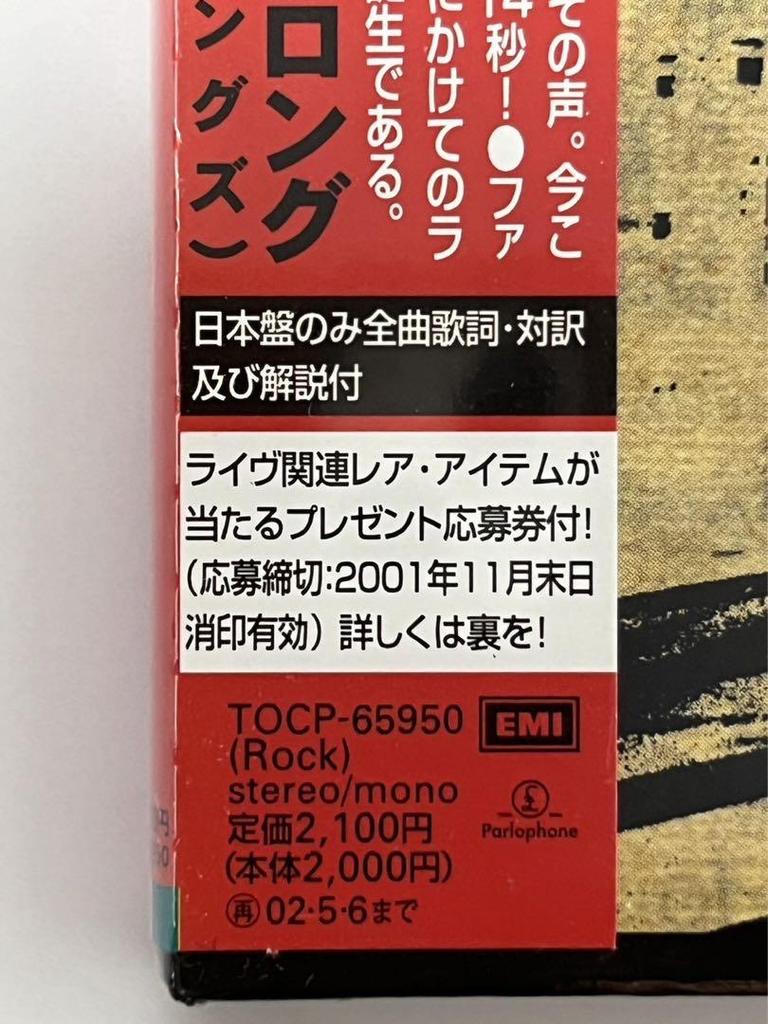 ての声。今こ
4秒！●ファ
にかけてのラ
生である。
ロング
ングズ）
日本盤のみ全曲歌詞・対訳
及び解説付
ライヴ関連レア・アイテムが
当たるプレゼント応募券付！
（応募締切：2001年11月末日
消印有効）詳しくは裏を！
TOCP-65950
EMI
(Rock)
stereo/mono
Parlophone
定価2,100円
（本体2,000円）
㊢02・5・6まで